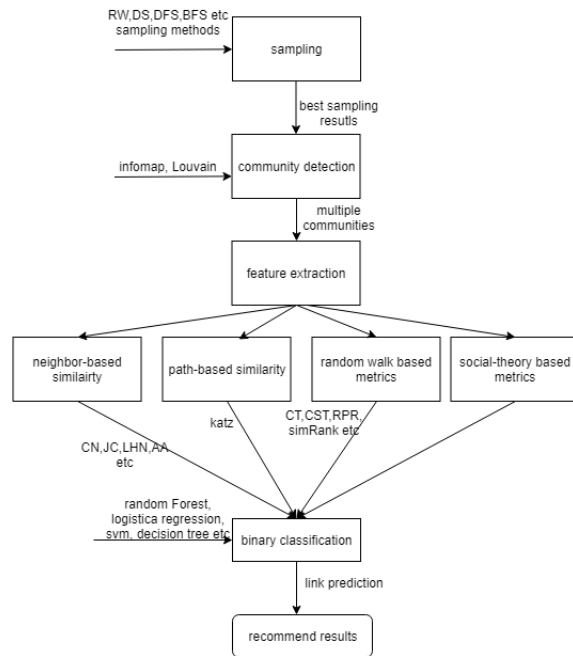 RW,DS,DFS,BFS etc
sampling methods
sampling
best sampling
resutls
infomap, Louvain
community detection
multiple
communities
feature extraction
neighbor-based
similairty
path-based similarity
random walk based
metrics
social-theory based
metrics
CN,JC,LHN,AA
etc
katz
CT,CST,RPR,
simRank etc
random Forest,
logistica regression,
svm, decision tree etc
binary classification
link prediction
recommend results